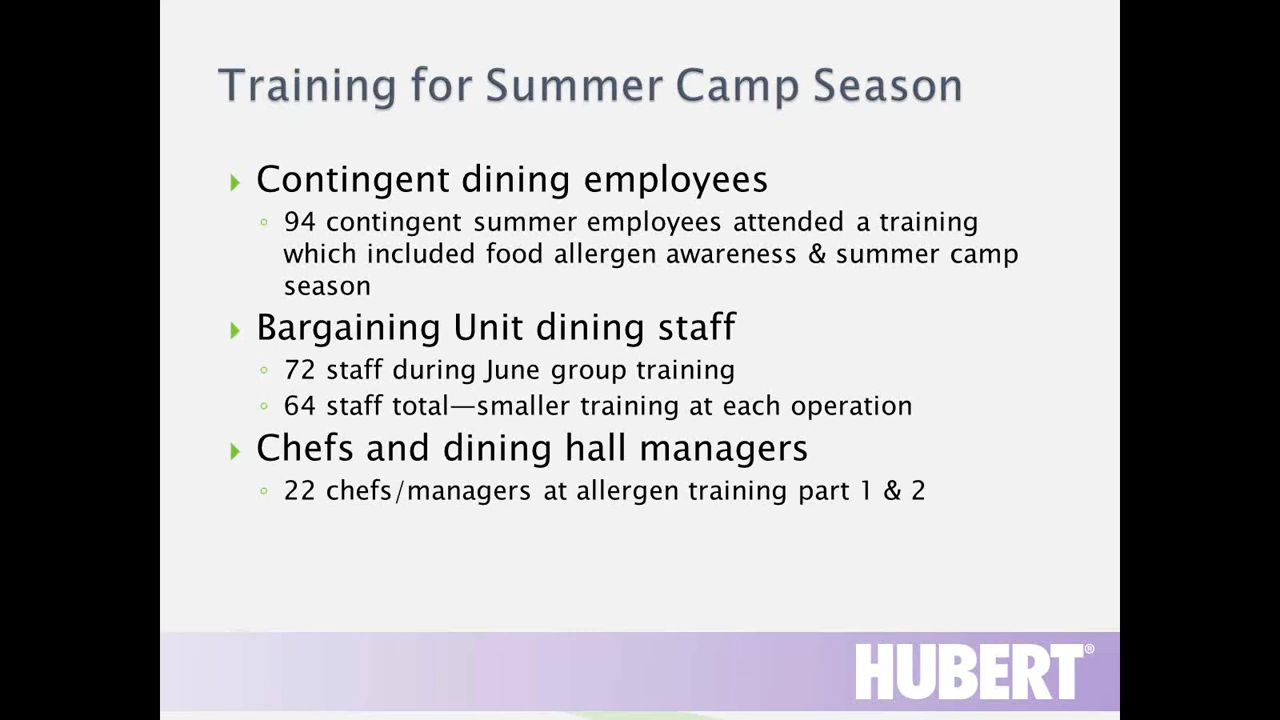 Training for Summer Camp Season
Contingent dining employees
94 contingent summer employees attended a training
which included food allergen awareness & summer camp
season
Bargaining Unit dining staff
72 staff during June group training
64 staff total—smaller training at each operation
Chefs and dining hall managers
22 chefs/managers at allergen training part 1 & 2
HUBERT®